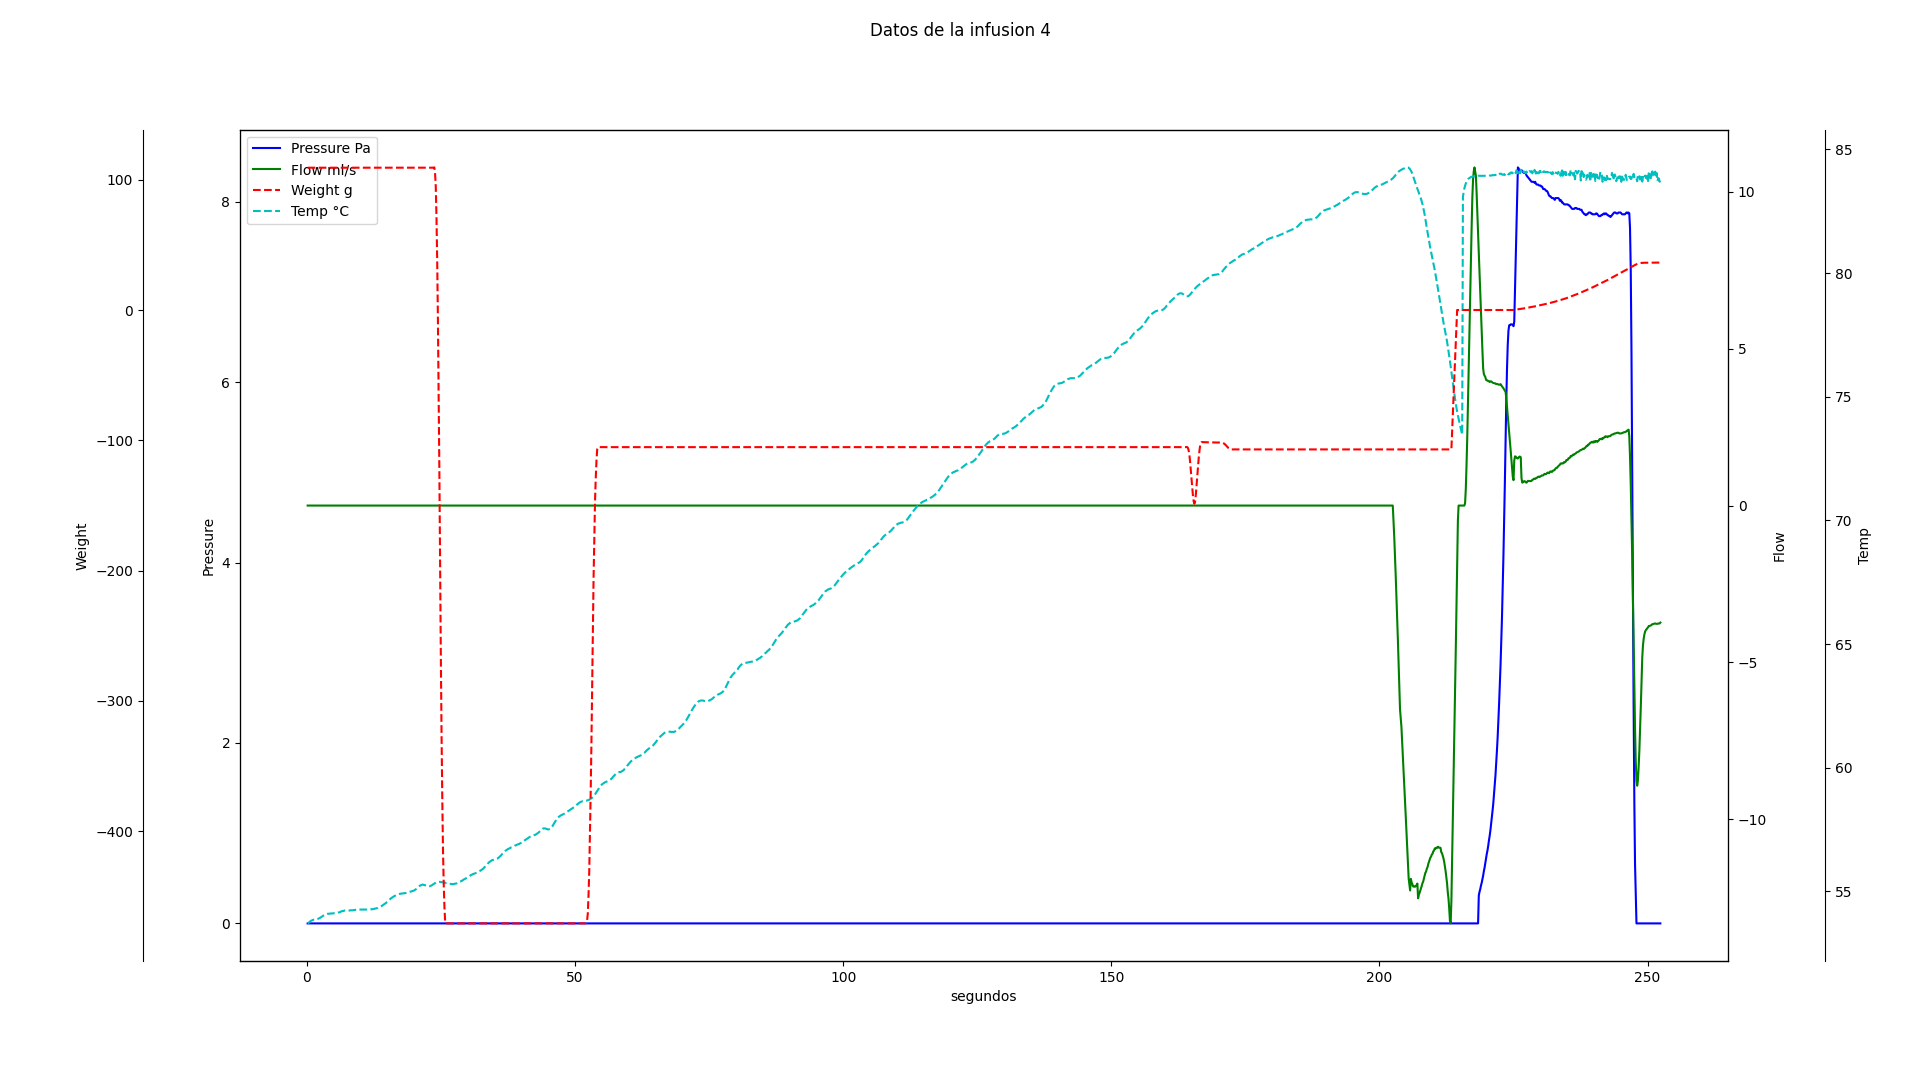 Datos de la infusion 4
Pressure Pa
Flow ml/s
Weight g
Temp °C
Weight
100
0
−100
−200
−300
−400
Pressure
8
6
4
2
0
10
5
0
−5
−10
Flow
85
80
75
70
65
60
55
Temp
0 50 100 150 200 250
segundos